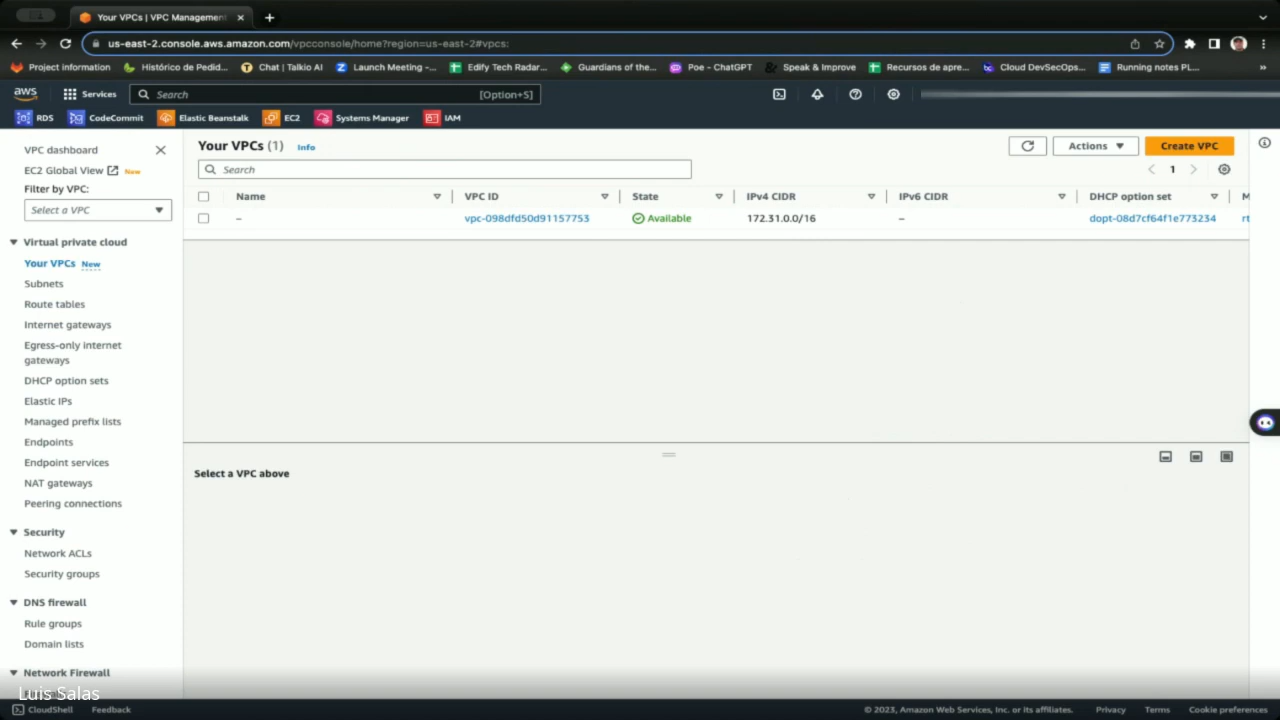 Your VPCs | VPC Management
us-east-2.console.aws.amazon.com/vpcconsole/home?region=us-east-2#vpcs:
Project information Histórico de Pedid... Chat | Talkio AI Launch Meeting -... Edify Tech Radar... Guardians of the... Poe - ChatGPT Speak & Improve Recursos de apre... Cloud DevSecOps... Running notes PL... »
aws Services Search [Option+S]
RDS CodeCommit Elastic Beanstalk EC2 Systems Manager IAM
VPC dashboard
EC2 Global View New
Filter by VPC:
Select a VPC
Virtual private cloud
Your VPCs New
Subnets
Route tables
Internet gateways
Egress-only internet
gateways
DHCP option sets
Elastic IPs
Managed prefix lists
Endpoints
Endpoint services
NAT gateways
Peering connections
Security
Network ACLs
Security groups
DNS firewall
Rule groups
Domain lists
Network Firewall
Your VPCs (1) Info
Actions Create VPC
Search
1
Name VPC ID State IPv4 CIDR IPv6 CIDR DHCP option set M
– vpc-098dfd50d91157753 Available 172.31.0.0/16 – dopt-08d7cf64f1e773234 rt
Select a VPC above
Luis Salas
CloudShell Feedback © 2023, Amazon Web Services, Inc. or its affiliates. Privacy Terms Cookie preferences